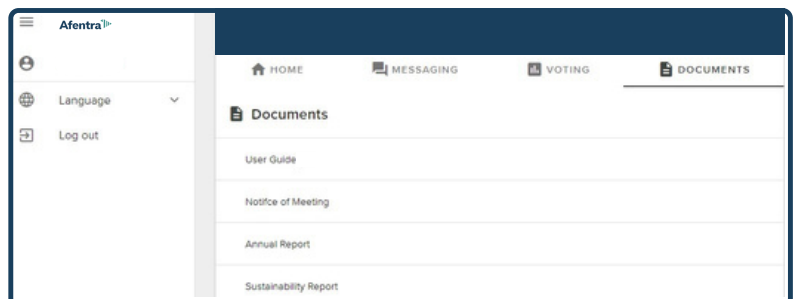 Afentra
Language
Log out
HOME MESSAGING VOTING DOCUMENTS
Documents
User Guide
Notifce of Meeting
Annual Report
Sustainability Report